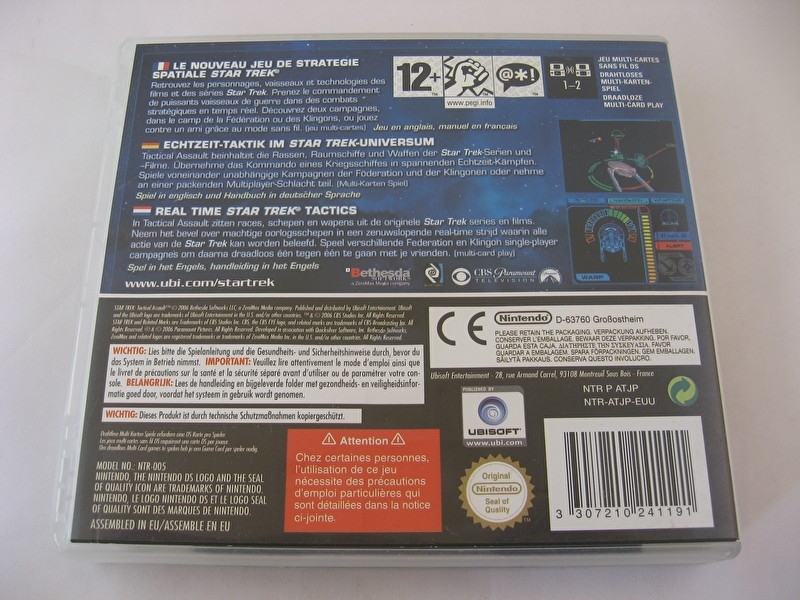 LE NOUVEAU JEU DE STRATEGIE
SPATIALE STAR TREK®
Retrouvez les personnages, vaisseaux et technologies des
films et des séries Star Trek. Prenez le commandement
de puissants vaisseaux de guerre dans des combats
stratégiques en temps réel. Découvrez deux campagnes,
dans le camp de la Fédération ou des Klingons, ou jouez
contre un ami grâce au mode sans fil. (jeu multi-cartes) Jeu en anglais, manuel en francais
12+
www.pegi.info
@*!
1-2
JEU MULTI-CARTES
SANS FIL DS
DRAHTLOSES
MULTI-KARTEN-
SPIEL
DRAADLOZE
MULTI-CARD PLAY
ECHTZEIT-TAKTIK IM STAR TREK-UNIVERSUM
Tactical Assault beinhaltet die Rassen, Raumschiffe und Waffen der Star Trek-Serien und
-Filme. Übernehme das Kommando eines Kriegsschiffes in spannenden Echtzeit-Kämpfen.
Spiele voneinander unabhängige Kampagnen der Föderation und der Klingonen oder nehme
an einer packenden Multiplayer-Schlacht teil. (Multi-Karten Spiel)
Spiel in englisch und Handbuch in deutscher Sprache
REAL TIME STAR TREK® TACTICS
In Tactical Assault zitten races, schepen en wapens uit de originele Star Trek series en films.
Neem het bevel over machtige oorlogsschepen in een zenuwslopende real-time strijd waarin alle
actie van de Star Trek kan worden beleefd. Speel verschillende Federation en Klingon single-player
campagnes om daarna draadloos één tegen één te gaan met je vrienden. (multi-card play)
Spel in het Engels, handleiding in het Engels
www.ubi.com/startrek
Bethesda
SOFTWORKS
a ZeniMax Media company
CBS Paramount
TELEVISION
WARP
ALERT
WICHTIG: Lies bitte die Spielanleitung und die Gesundheits- und Sicherheitshinweise durch, bevor du
das System in Betrieb nimmst. IMPORTANT: Veuillez lire attentivement le mode d'emploi ainsi que
le livret de précautions sur la santé et la sécurité avant d'utiliser ou de paramétrer votre con-
sole. BELANGRIJK: Lees de handleiding en bijgeleverde folder met gezondheids- en veiligheidsinfor-
matie goed door, voordat het systeem in gebruik wordt genomen.
WICHTIG: Dieses Produkt ist durch technische Schutzmaßnahmen kopiergeschützt.
MODEL NO.: NTR-005
NINTENDO, THE NINTENDO DS LOGO AND THE SEAL
OF QUALITY ICON ARE TRADEMARKS OF NINTENDO.
NINTENDO, LE LOGO NINTENDO DS ET LE LOGO SEAL
OF QUALITY SONT DES MARQUES DE NINTENDO.
ASSEMBLED IN EU/ASSEMBLE EN EU
Attention
Chez certaines personnes,
l'utilisation de ce jeu
nécessite des précautions
d'emploi particulières qui
sont détaillées dans la notice
ci-jointe.
CE
Nintendo
D-63760 Großostheim
PLEASE RETAIN THE PACKAGING. VERPACKUNG AUFHEBEN.
CONSERVER L'EMBALLAGE. BEWAAR DEZE VERPAKKING, POR FAVOR,
GUARDA ESTA CAJA. ΔΙΑΤΗΡΗΣΤΕ ΤΗΝ ΣΥΣΚΕΥΑΣΙΑ. FAVOR
GUARDAR A EMBALAGEM. SPARA FÖRPACKNINGEN. GEM EMBALLAGEN.
SÄILYTÄ PAKKAUS. CONSERVA QUESTO INVOLUCRO.
Ubisoft Entertainment - 28, rue Armand Carrel, 93108 Montreuil Sous Bois - France
PUBLISHED BY
UBISOFT
www.ubi.com
NTR P ATJP
NTR-ATJP-EUU
Original
Nintendo
Seal of
Quality
3 307210 241191